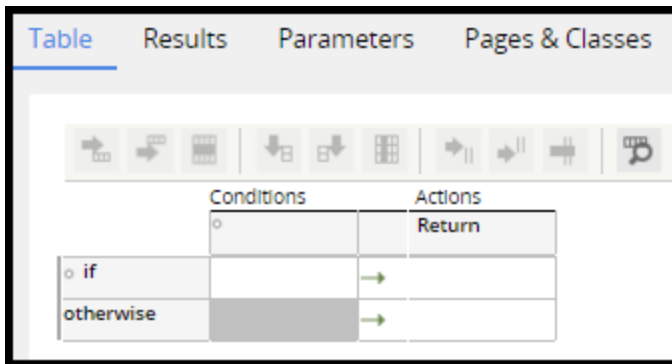 Table Results Parameters Pages & Classes
Conditions Actions
Return
if
otherwise